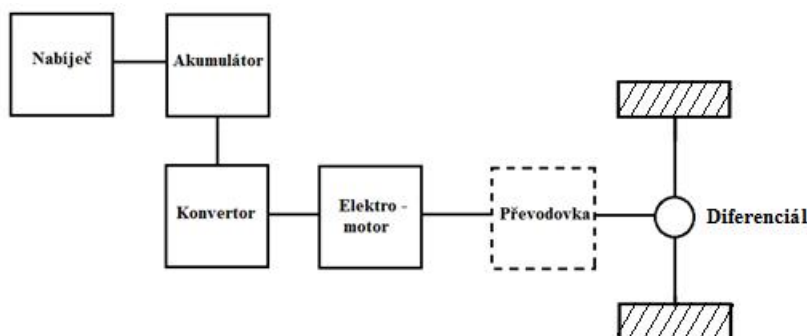 Nabíječ
Akumulátor
Konvertor
Elektro -
motor
Převodovka
Diferenciál